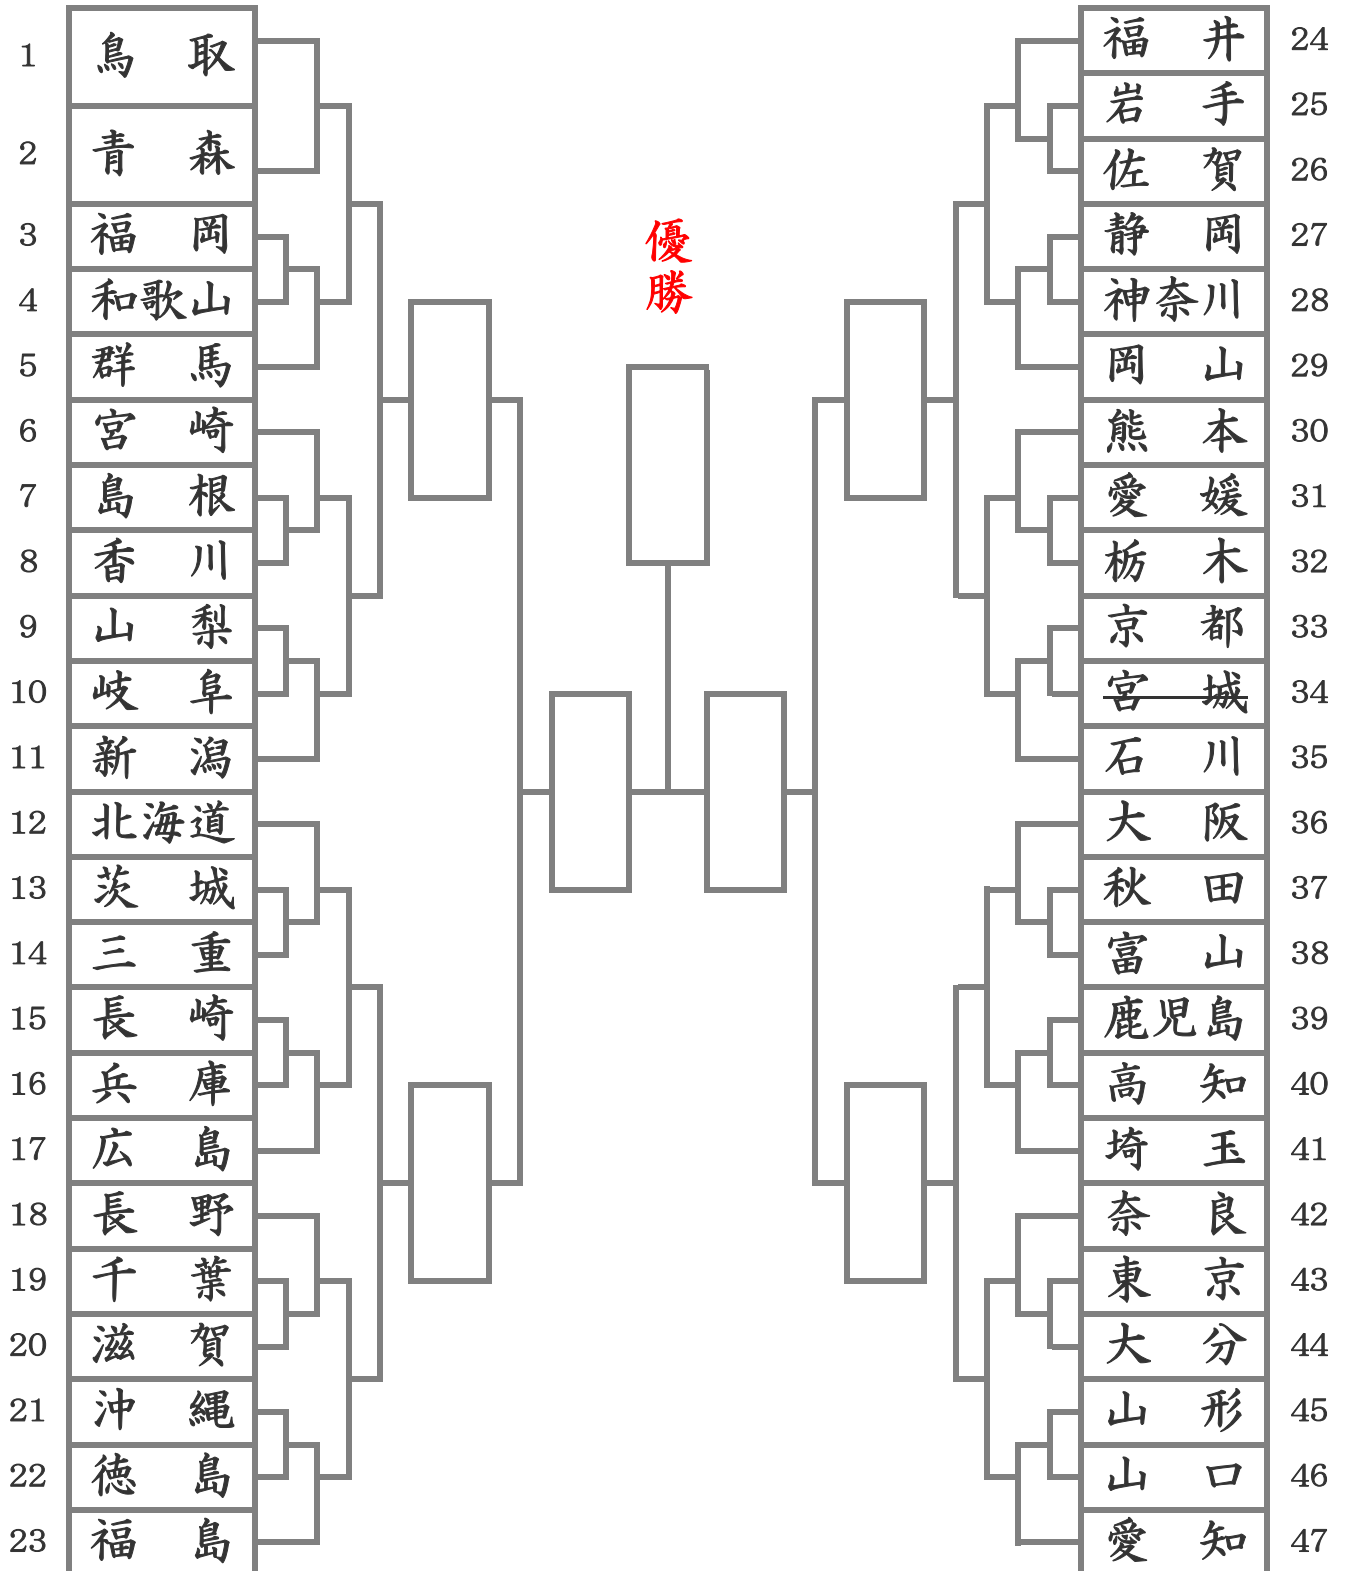 1 鳥取
2 青森
3 福岡
4 和歌山
5 群馬
6 宮崎
7 島根
8 香川
9 山梨
10 岐阜
11 新潟
12 北海道
13 茨城
14 三重
15 長崎
16 兵庫
17 広島
18 長野
19 千葉
20 滋賀
21 沖縄
22 徳島
23 福島
優勝
福井 24
岩手 25
佐賀 26
静岡 27
神奈川 28
岡山 29
熊本 30
愛媛 31
栃木 32
京都 33
宮城 34
石川 35
大阪 36
秋田 37
富山 38
鹿児島 39
高知 40
埼玉 41
奈良 42
東京 43
大分 44
山形 45
山口 46
愛知 47